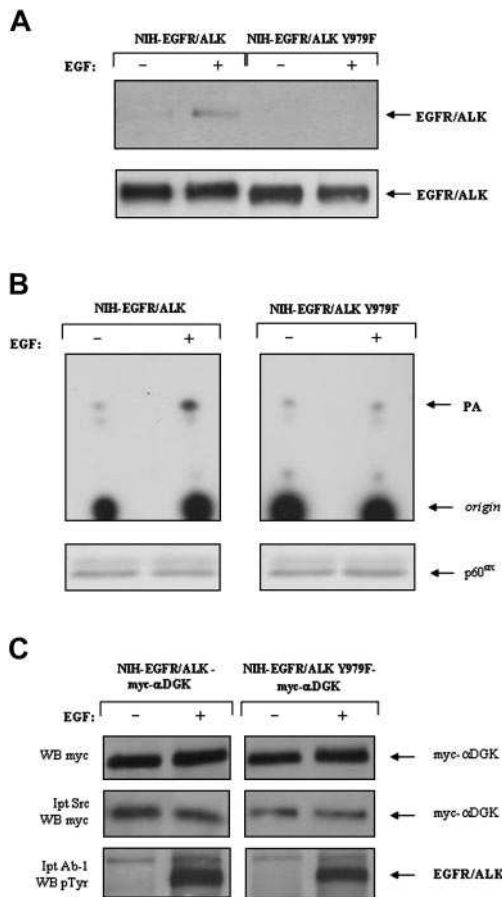 A
NIH-EGFR/ALK NIH-EGFR/ALK Y979F
EGF: – + – +
EGFR/ALK
EGFR/ALK
B
NIH-EGFR/ALK NIH-EGFR/ALK Y979F
EGF: – + – +
PA
origin
p60src
C
NIH-EGFR/ALK - NIH-EGFR/ALK Y979F-
myc-αDGK myc-αDGK
EGF: – + – +
WB myc myc-αDGK
Ipt Src
WB myc myc-αDGK
Ipt Ab-1
WB pTyr EGFR/ALK